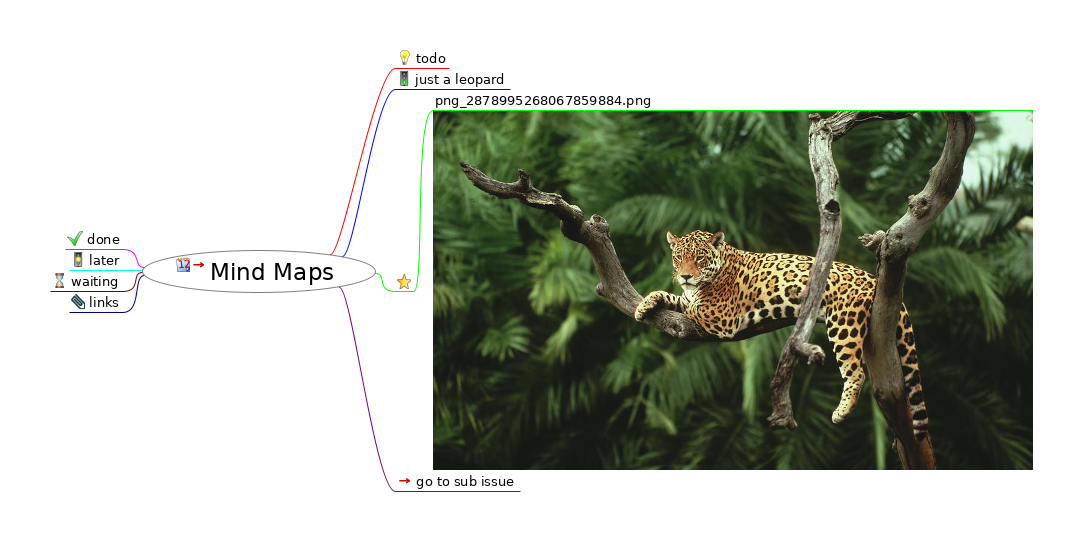 todo
just a leopard
png_2878995268067859884.png
done
later
Mind Maps
waiting
links
go to sub issue